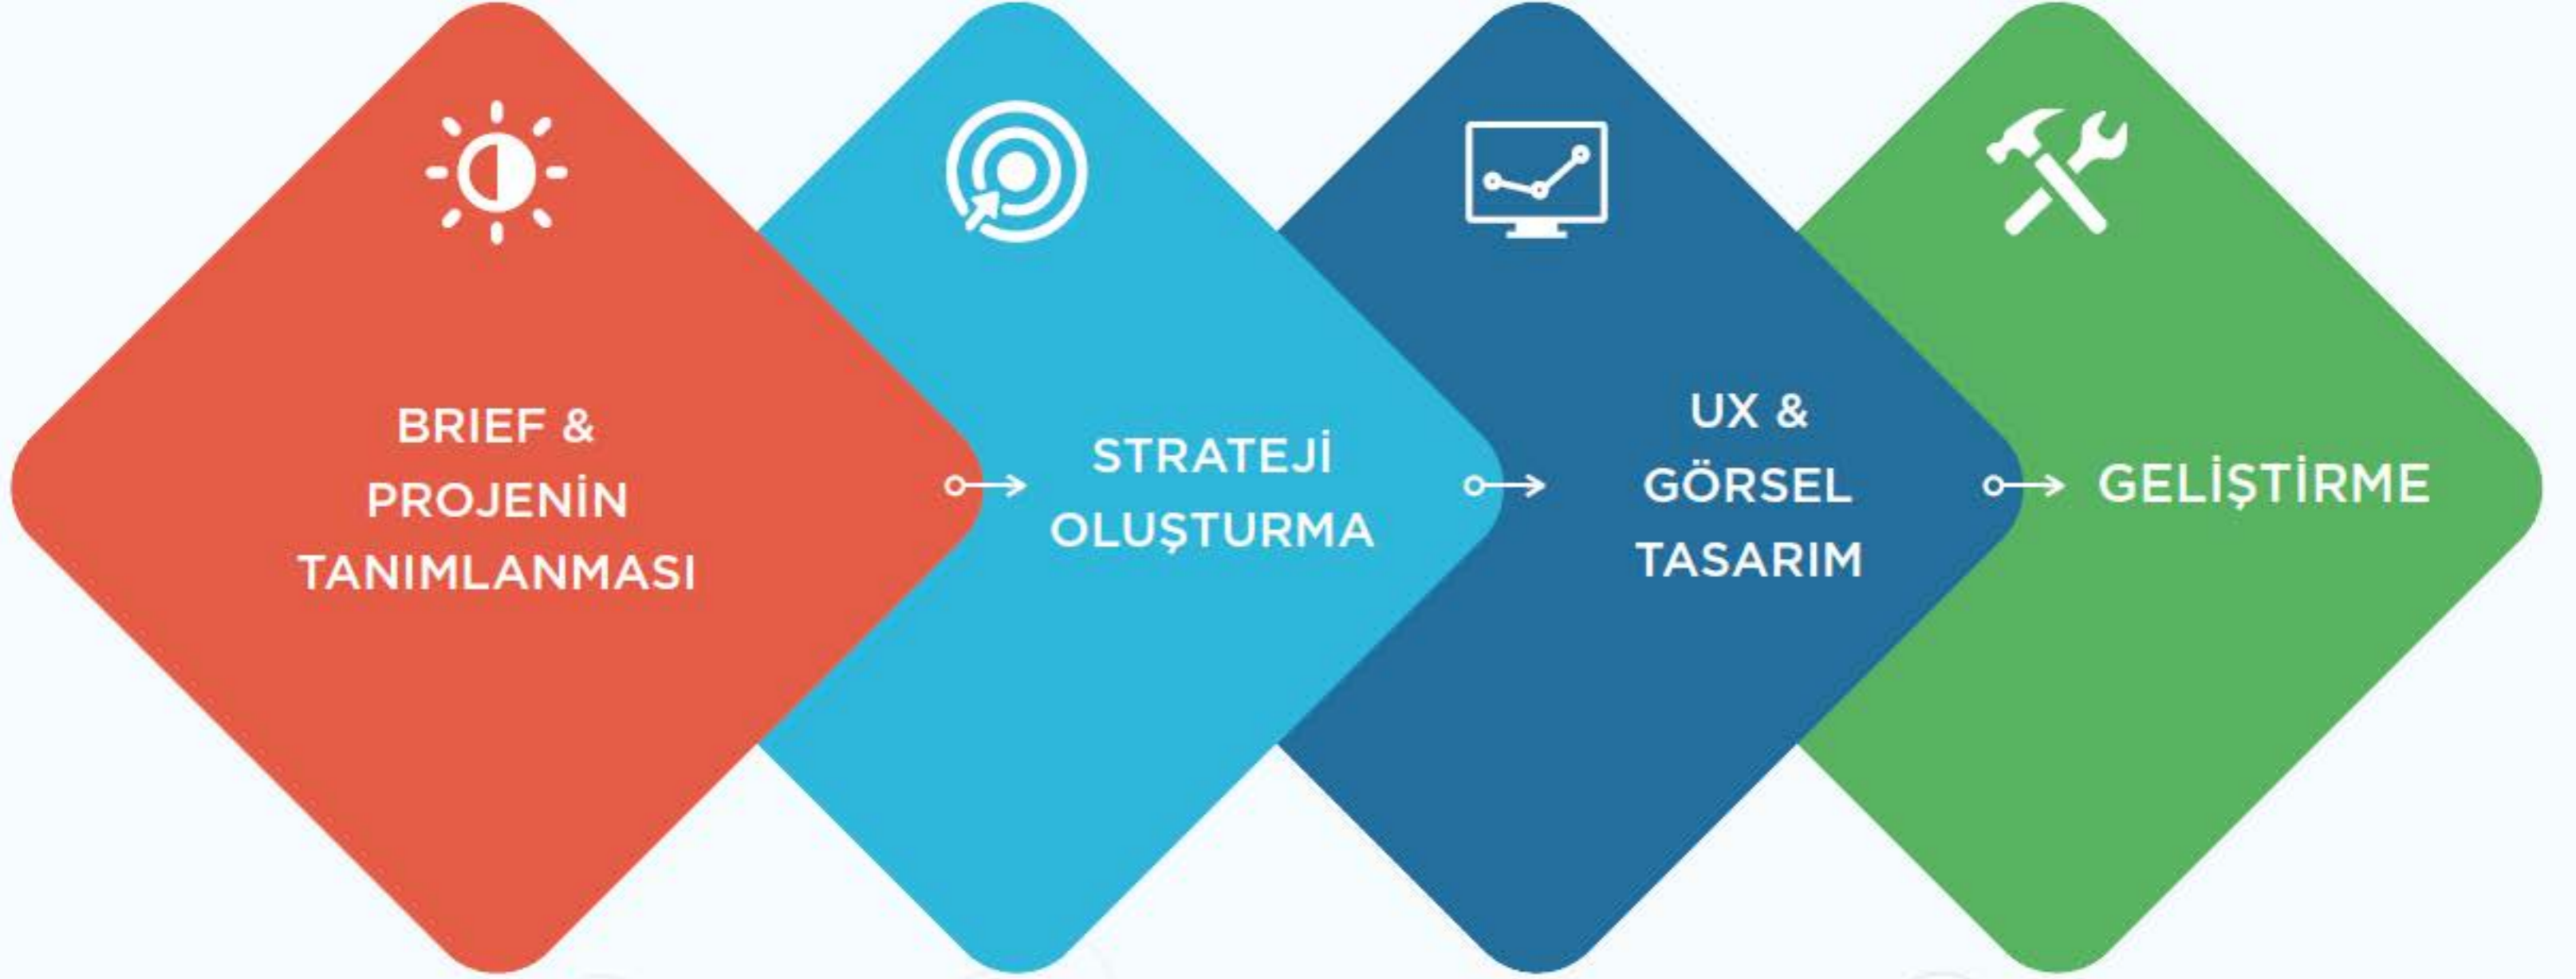 BRIEF &
PROJENİN
TANIMLANMASI
STRATEJİ
OLUŞTURMA
UX &
GÖRSEL
TASARIM
GELİŞTİRME